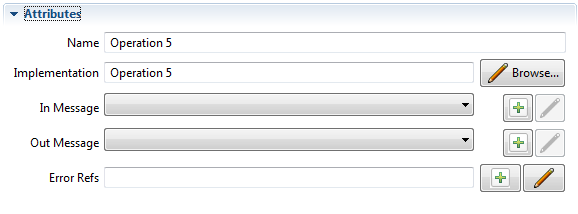 Attributes
Name Operation 5
Implementation Operation 5 Browse...
In Message
Out Message
Error Refs